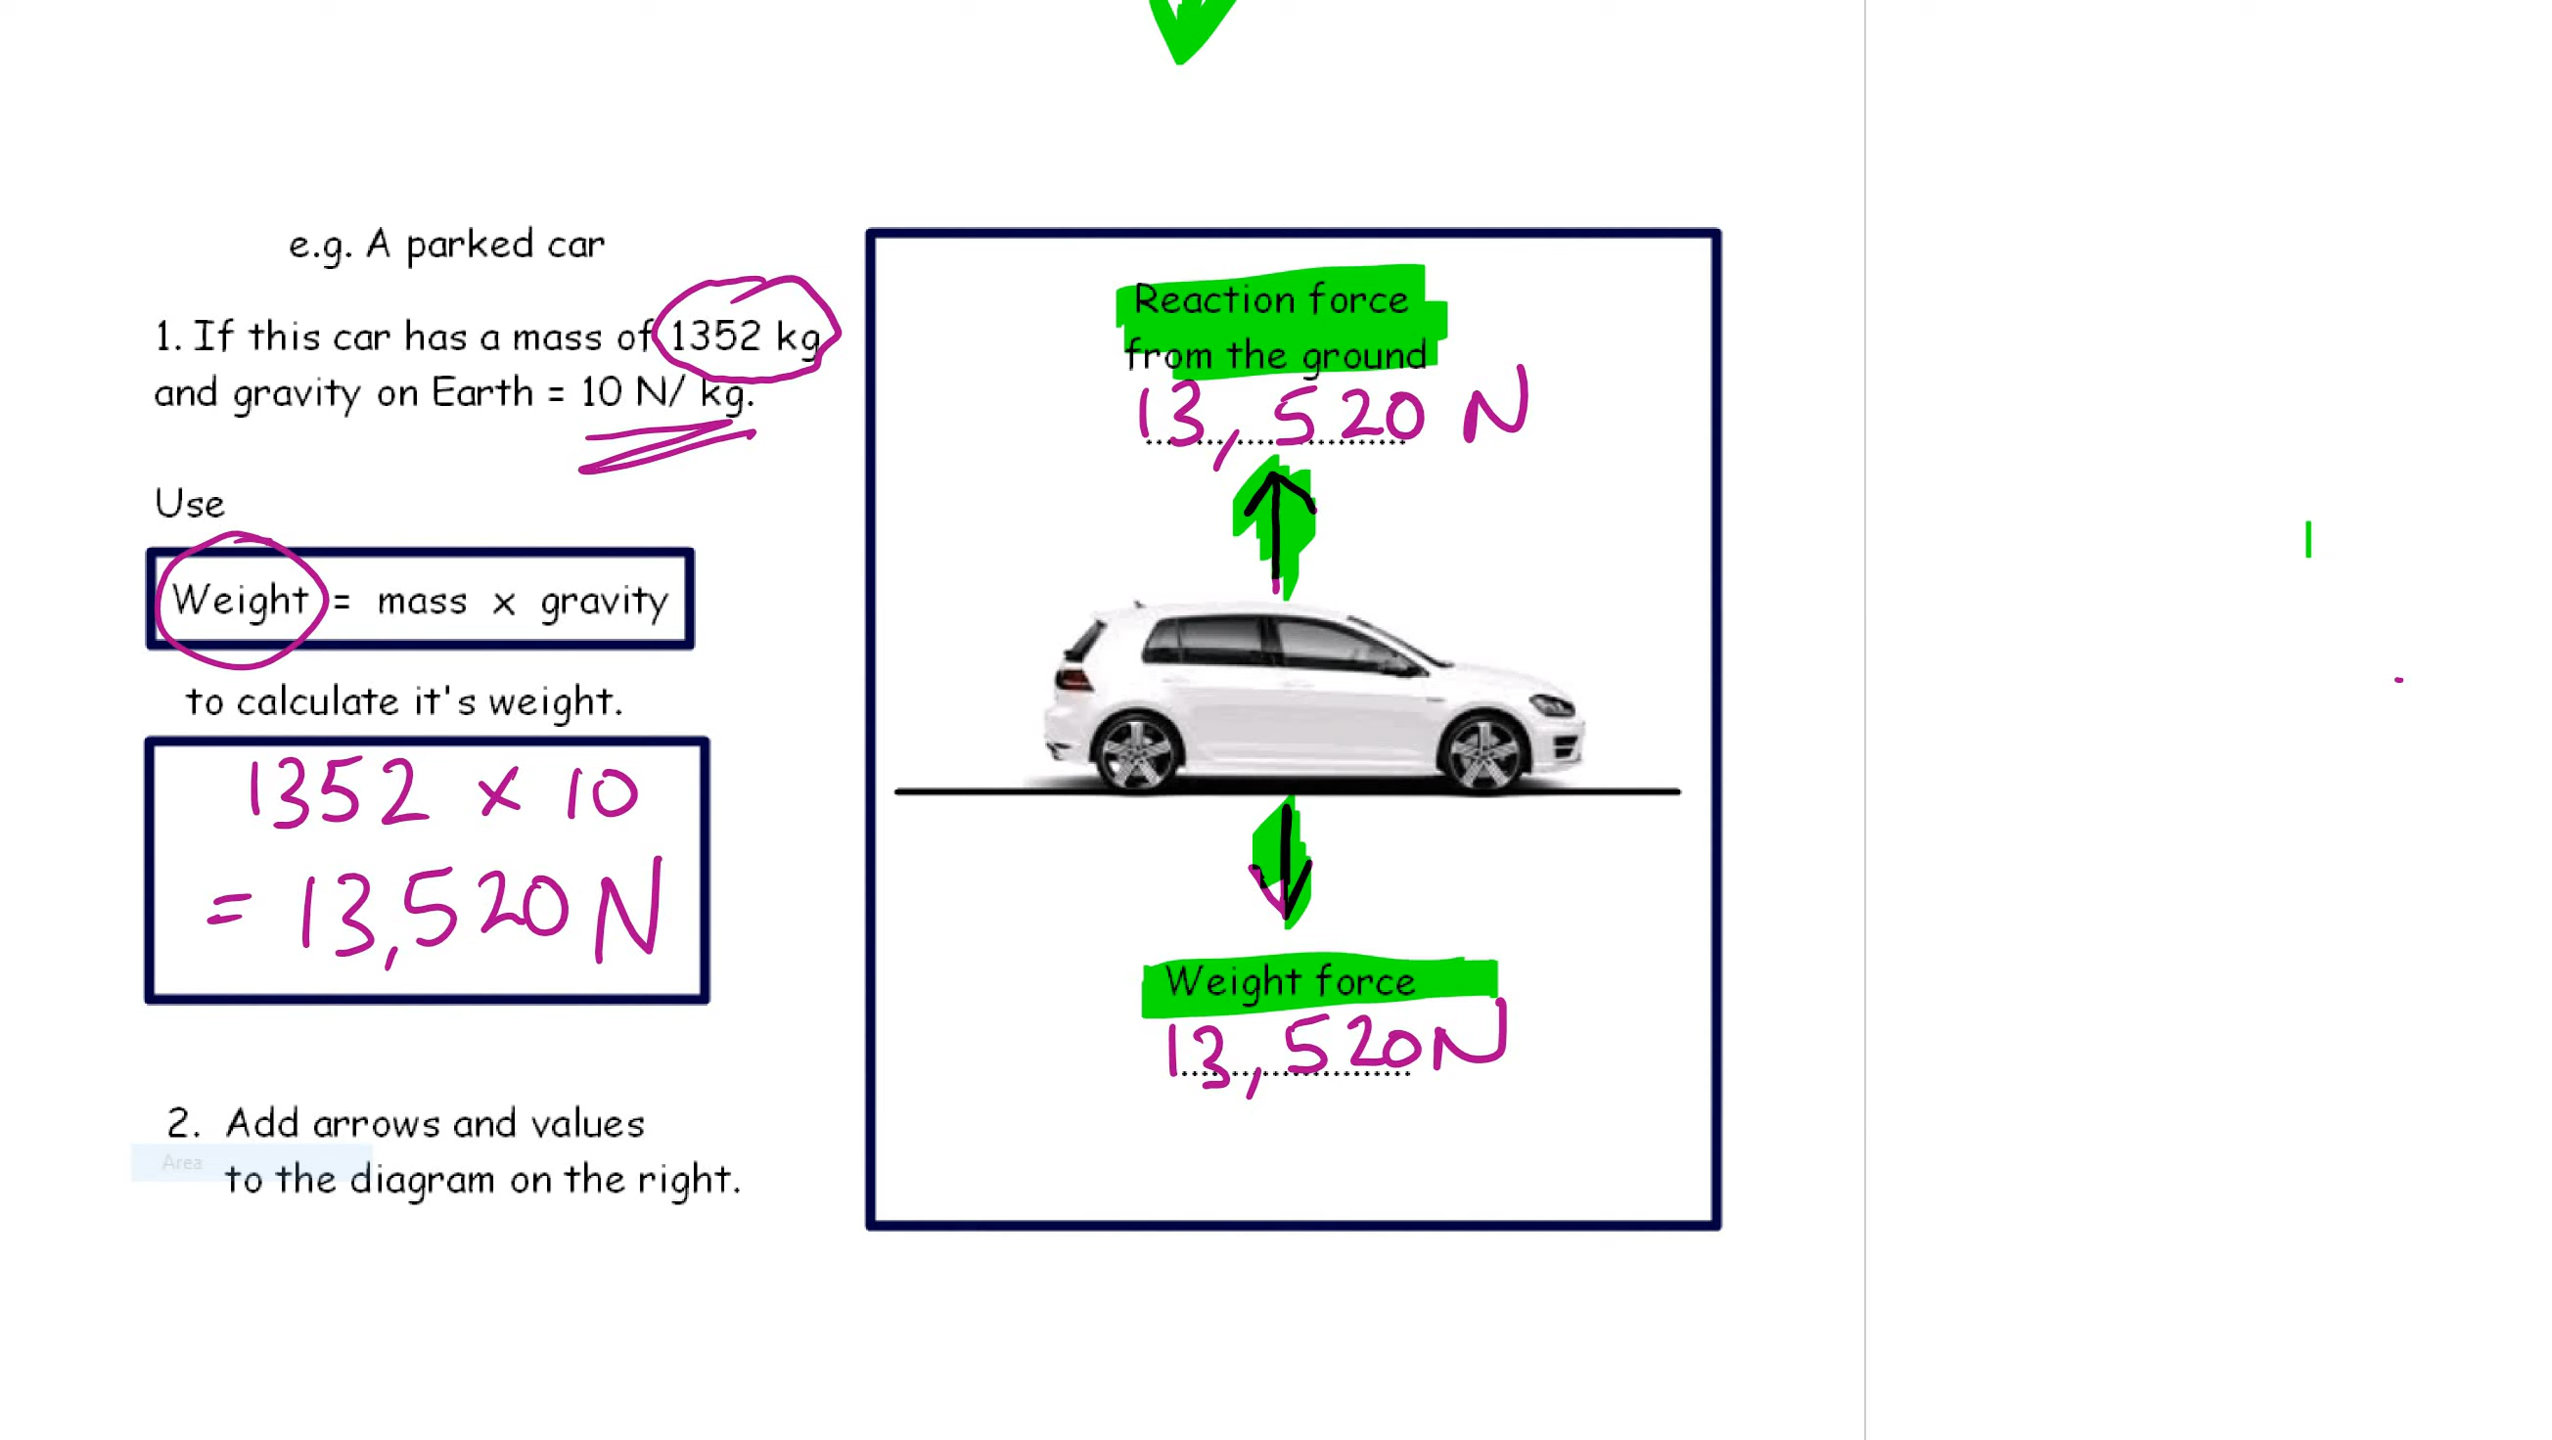 e.g. A parked car
1. If this car has a mass of 1352 kg
and gravity on Earth = 10 N/ kg.
Use
Weight = mass x gravity
to calculate it's weight.
1352 x 10
= 13,520 N
2. Add arrows and values
Area
to the diagram on the right.
Reaction force
from the ground
13,520 N
Weight force
13,520 N